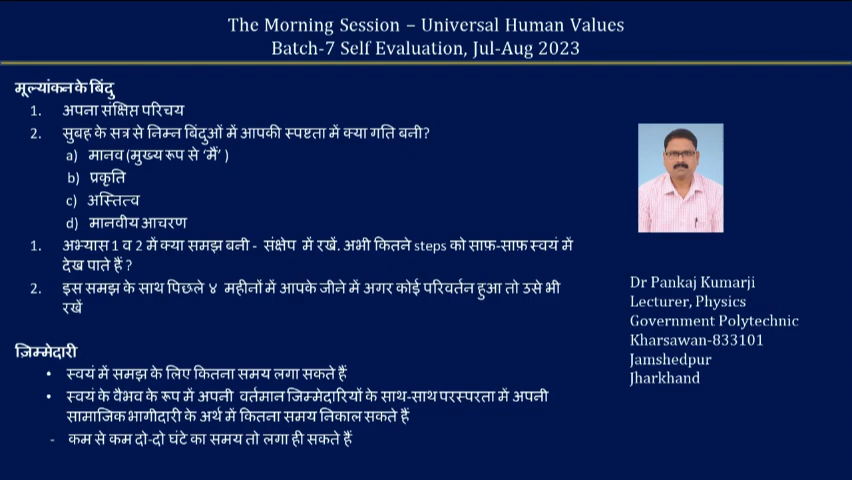 The Morning Session – Universal Human Values
Batch-7 Self Evaluation, Jul-Aug 2023
मूल्यांकन के बिंदु
1. अपना संक्षिप्त परिचय
2. सुबह के सत्र से निम्न बिंदुओं में आपकी स्पष्टता में क्या गति बनी?
a) मानव (मुख्य रूप से ‘मैं’ )
b) प्रकृति
c) अस्तित्व
d) मानवीय आचरण
1. अभ्यास 1 व 2 में क्या समझ बनी - संक्षेप में रखें. अभी कितने steps को साफ़-साफ़ स्वयं में
देख पाते हैं ?
2. इस समझ के साथ पिछले ४ महीनों में आपके जीने में अगर कोई परिवर्तन हुआ तो उसे भी
रखें
ज़िम्मेदारी
• स्वयं में समझ के लिए कितना समय लगा सकते हैं
• स्वयं के वैभव के रूप में अपनी वर्तमान जिम्मेदारियों के साथ-साथ परस्परता में अपनी
सामाजिक भागीदारी के अर्थ में कितना समय निकाल सकते हैं
- कम से कम दो-दो घंटे का समय तो लगा ही सकते हैं
Dr Pankaj Kumarji
Lecturer, Physics
Government Polytechnic
Kharsawan-833101
Jamshedpur
Jharkhand